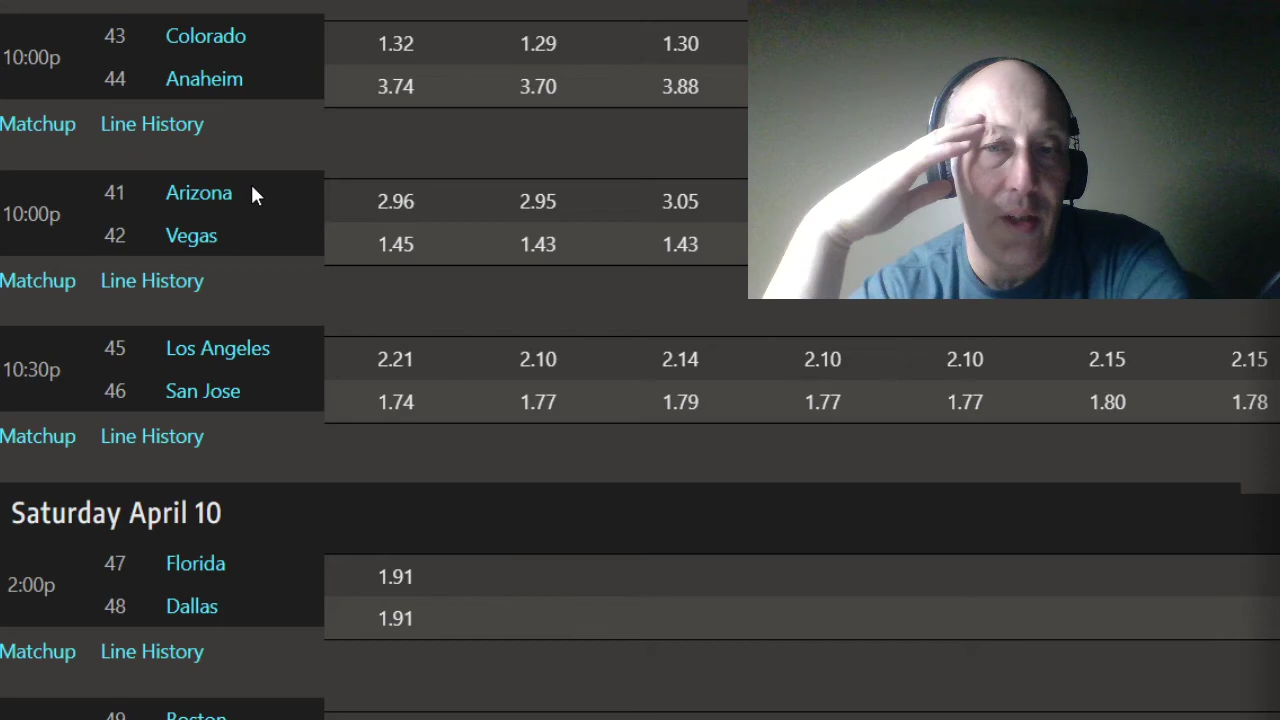 43 Colorado 1.32 1.29 1.30
10:00p
44 Anaheim 3.74 3.70 3.88
Matchup Line History
41 Arizona 2.96 2.95 3.05
10:00p
42 Vegas 1.45 1.43 1.43
Matchup Line History
45 Los Angeles 2.21 2.10 2.14 2.10 2.10 2.15 2.15
10:30p
46 San Jose 1.74 1.77 1.79 1.77 1.77 1.80 1.78
Matchup Line History
Saturday April 10
47 Florida 1.91
2:00p
48 Dallas 1.91
Matchup Line History
49 Boston